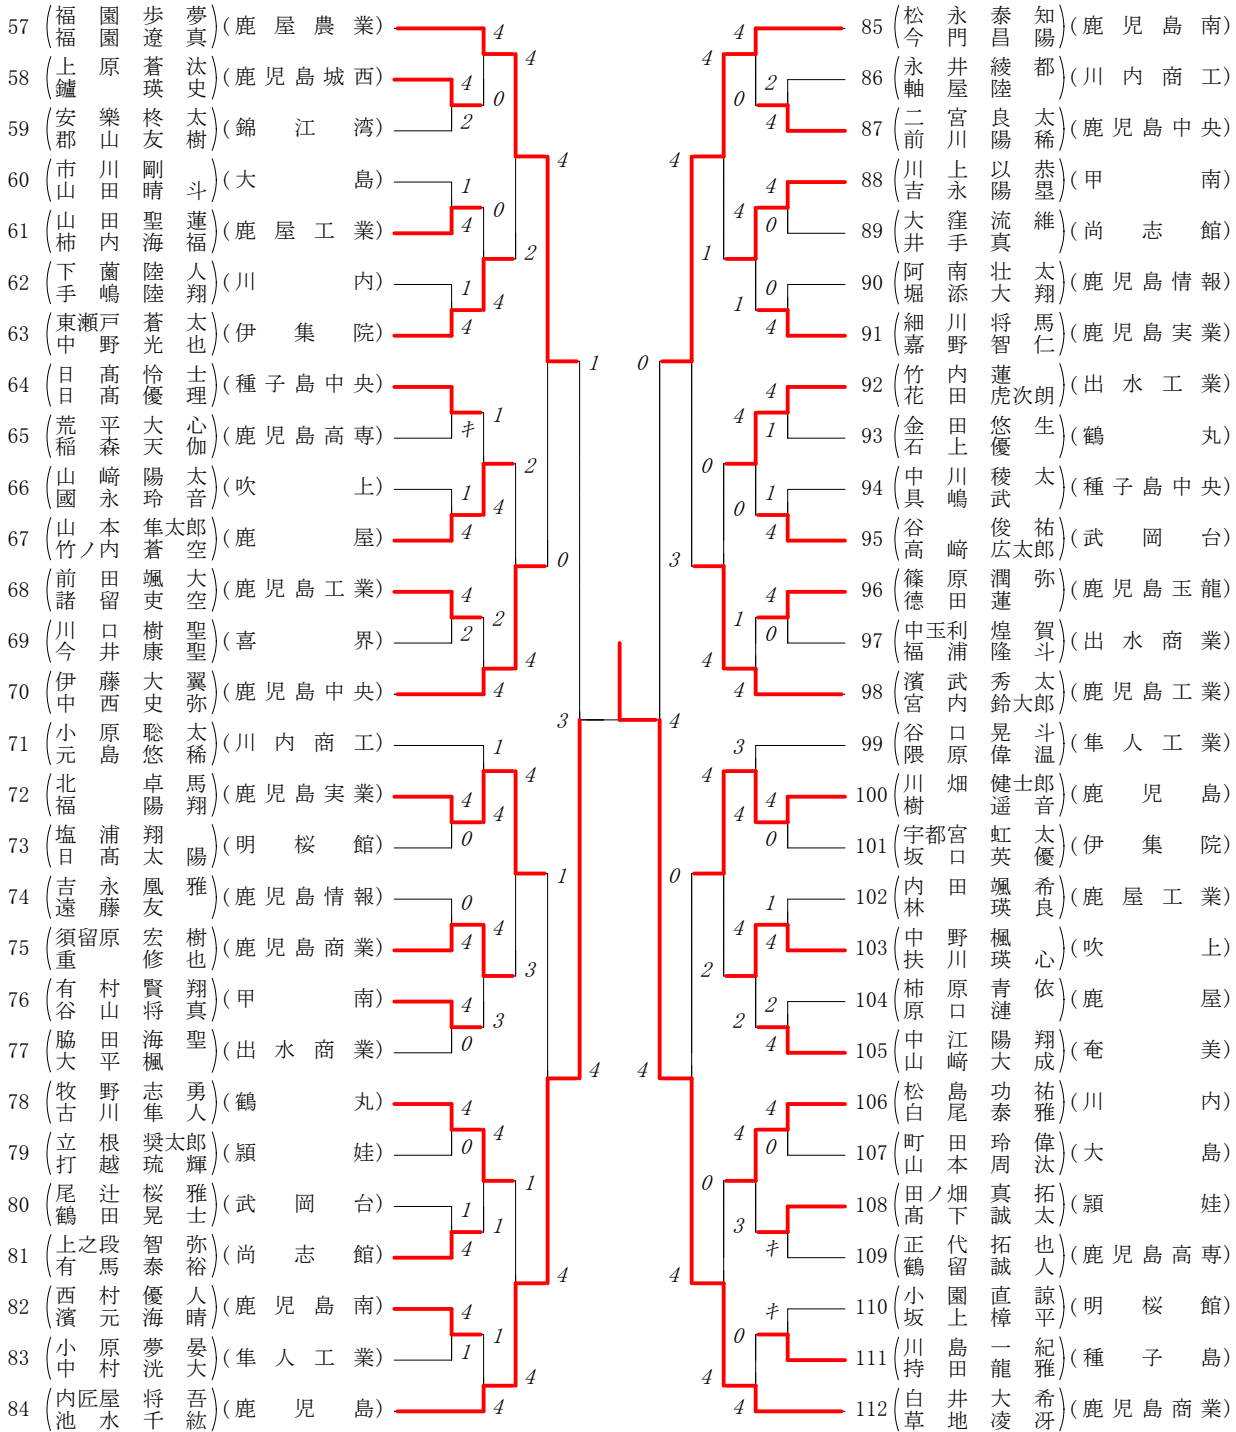 57 (福園歩夢 福園遼真)(鹿屋農業)
58 (上原蒼汰 鑪瑛史)(鹿児島城西)
59 (安樂柊太 郡山友樹)(錦江湾)
60 (市川剛 山田晴斗)(大島)
61 (山田聖蓮 柿内海福)(鹿屋工業)
62 (下薗陸人 手嶋陸翔)(川内)
63 (東瀬戸蒼太 中野光也)(伊集院)
64 (日髙怜士 日髙優理)(種子島中央)
65 (荒平大心 稲森天伽)(鹿児島高専)
66 (山﨑陽太 國永玲音)(吹上)
67 (山本隼太郎 竹ノ内蒼空)(鹿屋)
68 (前田颯大 諸留吏空)(鹿児島工業)
69 (川口樹聖 今井康聖)(喜界)
70 (伊藤大翼 中西史弥)(鹿児島中央)
71 (小原聡太 元島悠稀)(川内商工)
72 (北卓馬 福陽翔)(鹿児島実業)
73 (塩浦翔 日髙太陽)(明桜館)
74 (吉永凰雅 遠藤友)(鹿児島情報)
75 (須留原宏樹 重修也)(鹿児島商業)
76 (有村賢翔 谷山将真)(甲南)
77 (脇田海聖 大平楓)(出水商業)
78 (牧野志勇 古川隼人)(鶴丸)
79 (立根奨太郎 打越琉輝)(頴娃)
80 (尾辻桜雅 鶴田晃士)(武岡台)
81 (上之段智弥 有馬泰裕)(尚志館)
82 (西村優人 濱元海晴)(鹿児島南)
83 (小原夢晏 中村洸大)(隼人工業)
84 (内匠屋将吾 池水千紘)(鹿児島)
4 4 0 4 2 4 1 0 4 2 1 4 4 1 1 キ 2 1 4 4 0 4 2 2 4 4 3
1 4 4 4 0 1 0 4 4 3 4 3 0 4 4 4 0 1 1 1 4 4 4 1 1 4 4
85 (松永泰知 今門昌陽)(鹿児島南)
86 (永井綾都 軸屋陸)(川内商工)
87 (二宮良太 前川陽稀)(鹿児島中央)
88 (川上以恭 吉永陽塁)(甲南)
89 (大窪流維 井手真)(尚志館)
90 (阿南壮太 堀添大翔)(鹿児島情報)
91 (細川将馬 嘉野智仁)(鹿児島実業)
92 (竹内蓮 花田虎次朗)(出水工業)
93 (金田悠生 石上優)(鶴丸)
94 (中川稜太 具嶋武)(種子島中央)
95 (谷俊祐 高﨑広太郎)(武岡台)
96 (篠原潤弥 德田蓮)(鹿児島玉龍)
97 (中玉利煌賀 福浦隆斗)(出水商業)
98 (濱武秀太 宮内鈴大郎)(鹿児島工業)
99 (谷口晃斗 隈原偉温)(隼人工業)
100 (川畑健士郎 樹遥音)(鹿児島)
101 (宇都宮虹太 坂口英優)(伊集院)
102 (内田颯希 林瑛良)(鹿屋工業)
103 (中野楓 扶川瑛心)(吹上)
104 (柿原青依 原口漣)(鹿屋)
105 (中江陽翔 山﨑大成)(奄美)
106 (松島功祐 白尾泰雅)(川内)
107 (町田玲偉 山本周汰)(大島)
108 (田ノ畑真拓 髙下誠太)(頴娃)
109 (正代拓也 鶴留誠人)(鹿児島高専)
110 (小園直諒 坂上樟平)(明桜館)
111 (川島一紀 持田龍雅)(種子島)
112 (白井大希 草地凌冴)(鹿児島商業)
4 2 0 4 4 4 4 0 1 0 1 4 0 4 4 1 0 1 0 4 3 4 1 0 4 4 4
3 4 4 4 0 0 1 4 2 2 2 4 4 4 4 0 0 3 キ 4 キ 0 4 4